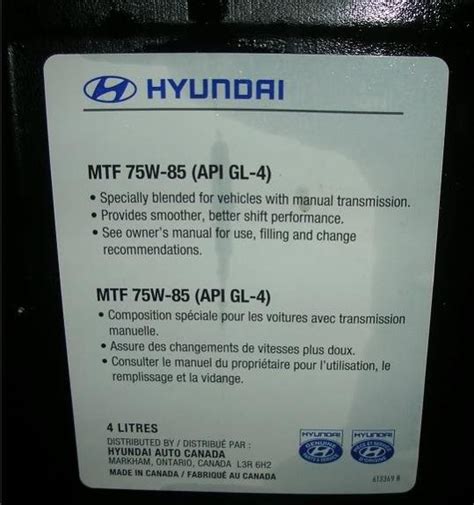 HYUNDAI
MTF 75W-85 (API GL-4)
• Specially blended for vehicles with manual transmission.
• Provides smoother, better shift performance.
• See owner's manual for use, filling and change
recommendations.
MTF 75W-85 (API GL-4)
• Composition spéciale pour les voitures avec transmission
manuelle.
• Assure des changements de vitesses plus doux.
• Consulter le manuel du propriétaire pour l'utilisation, le
remplissage et la vidange.
4 LITRES
DISTRIBUTED BY / DISTRIBUÉ PAR :
HYUNDAI AUTO CANADA
MARKHAM, ONTARIO, CANADA L3R 6H2
MADE IN CANADA / FABRIQUÉ AU CANADA
HYUNDAI
GENUINE
HYUNDAI
D'ORIGINE